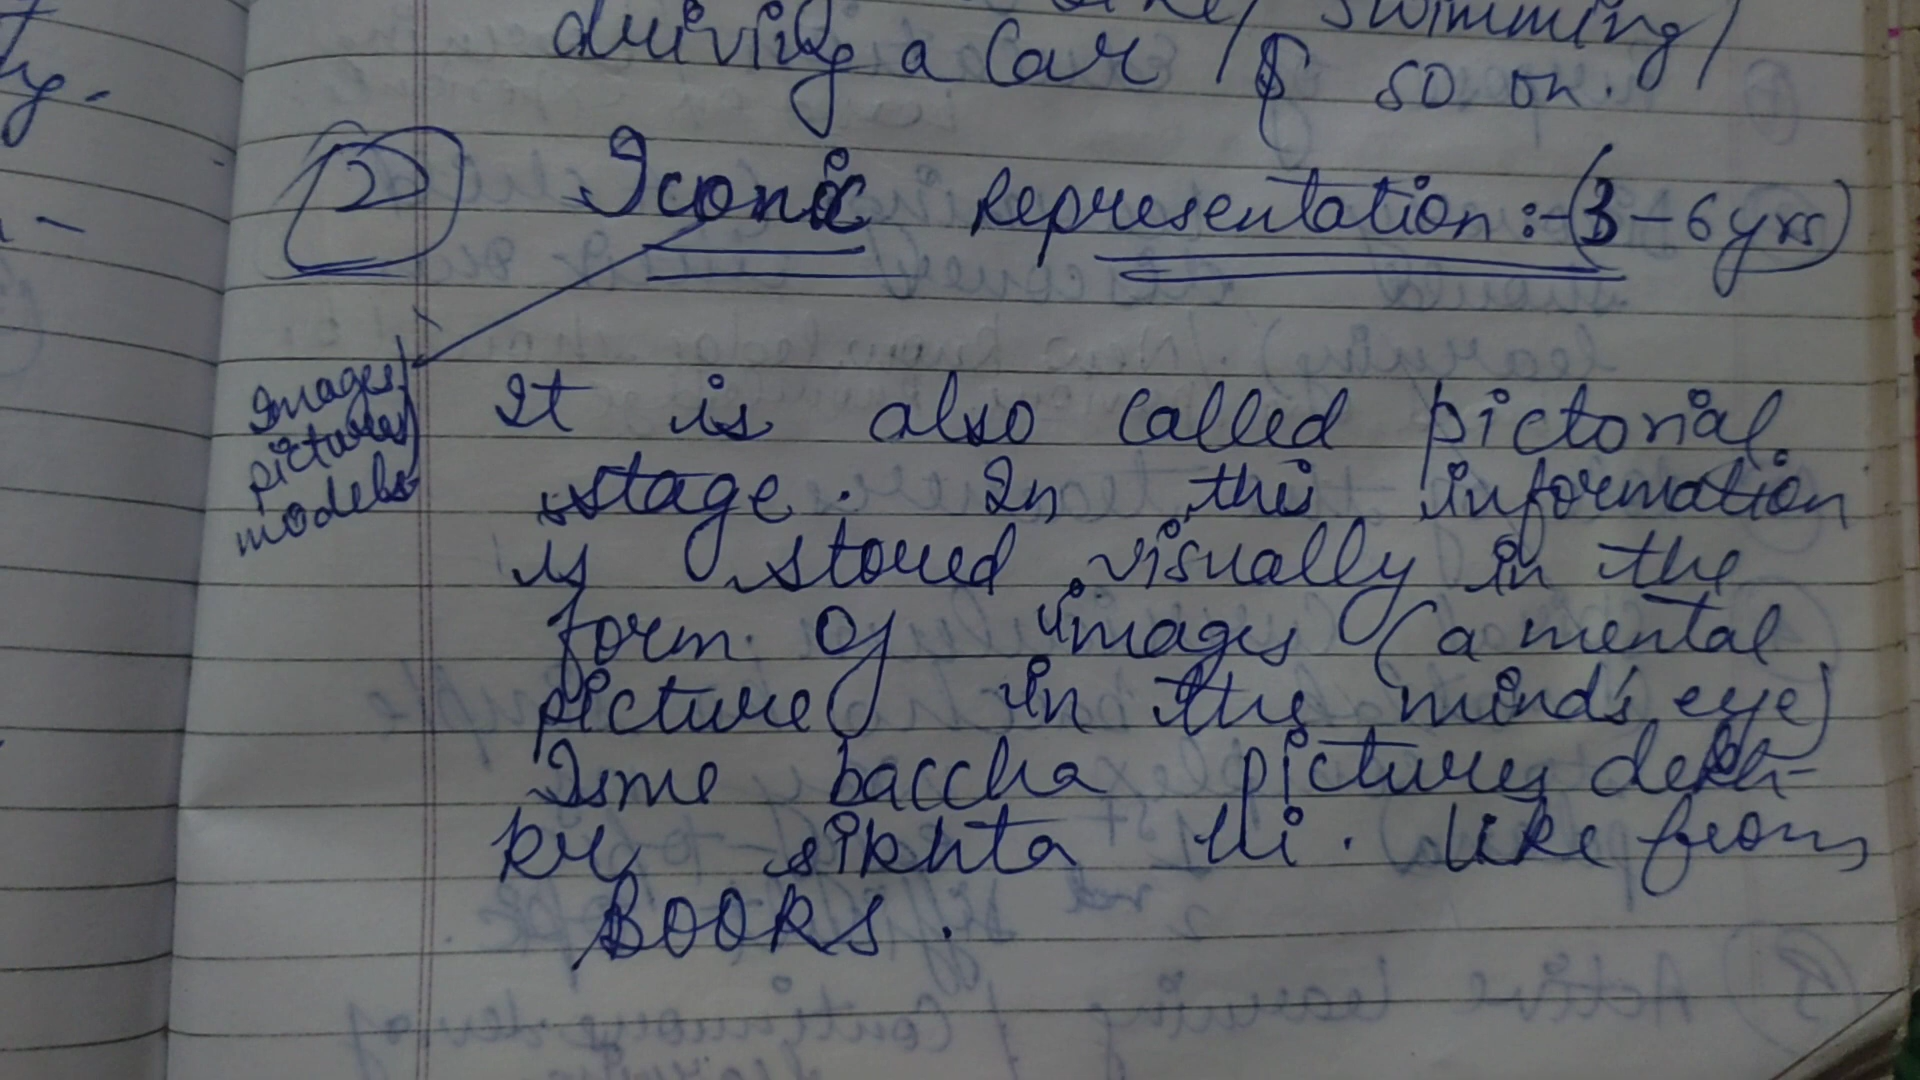 swimming/
driving a car / & so on.
② Iconic Representation :- (3-6 yrs)
Images
pictures
models
It is also called pictorial
stage. In this information
is stored visually in the
form of images (a mental
picture in the mind's eye)
Isme baccha pictures dekh-
kr sikhta hi. like from
BOOKS.